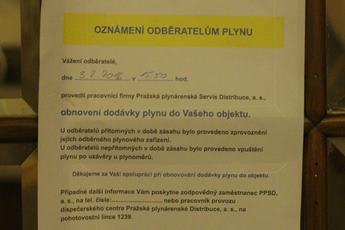 OZNÁMENÍ ODBĚRATELŮM PLYNU
Vážení odběratelé,
dne 3.2.2016 v 15:50 hod.
provedli pracovníci firmy Pražská plynárenská Servis Distribuce, a. s.,
obnovení dodávky plynu do Vašeho objektu.
U odběratelů přítomných v době zásahu bylo provedeno zprovoznění
jejich odběrného plynového zařízení.
U odběratelů nepřítomných v době zásahu bylo provedeno vpuštění
plynu po uzávěry u plynoměrů.
Děkujeme za Vaši spolupráci při obnovování dodávky plynu do objektu.
Případné další informace Vám poskytne zodpovědný zaměstnanec PPSD,
a. s., na tel. čísle:........................ nebo pracovník provozu
dispečerského centra Pražské plynárenské Distribuce, a. s., na
pohotovostní lince 1239.